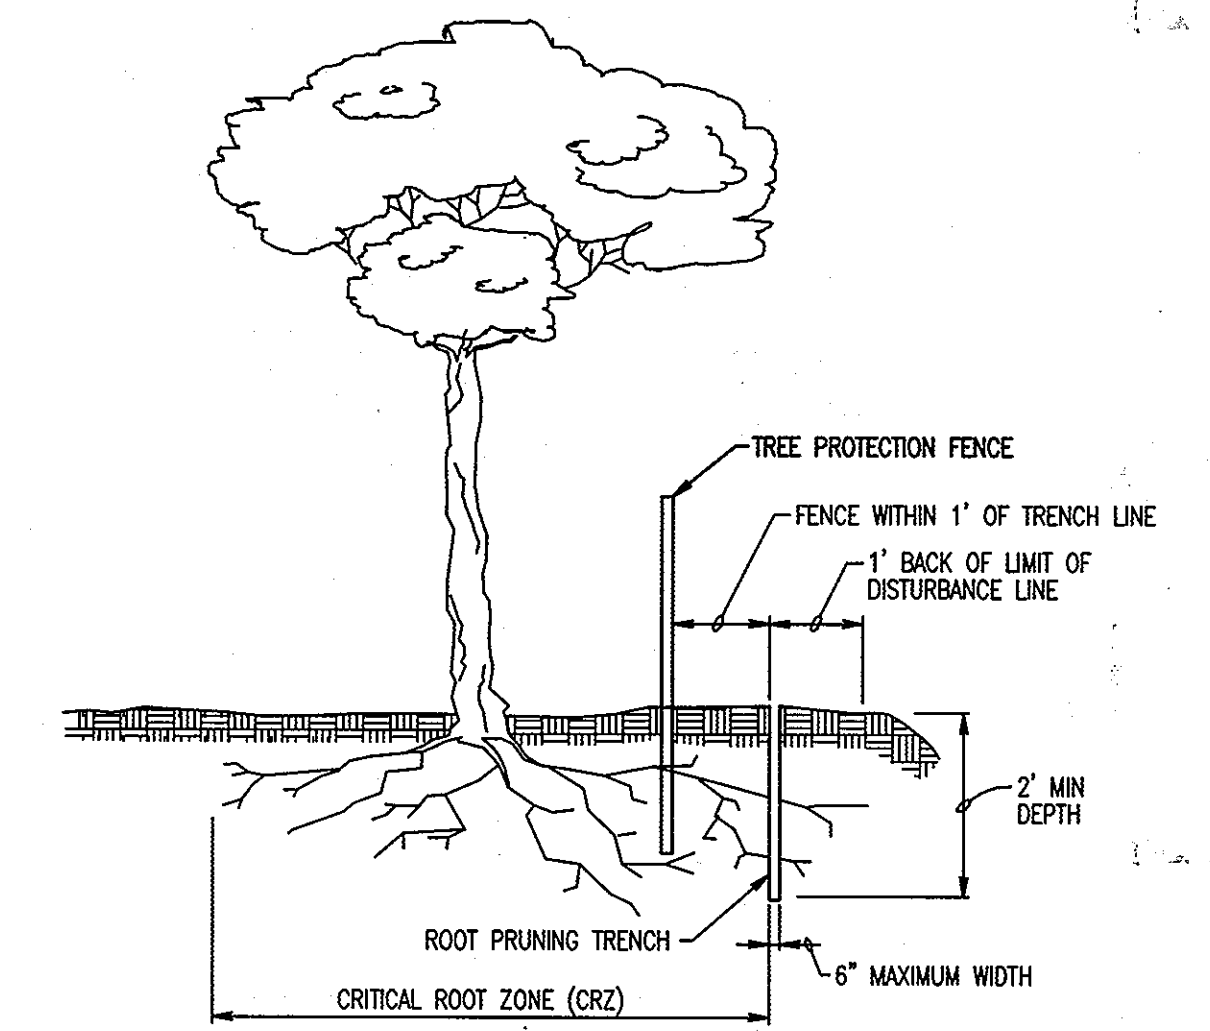 TREE PROTECTION FENCE
FENCE WITHIN 1' OF TRENCH LINE
1' BACK OF LIMIT OF
DISTURBANCE LINE
2' MIN
DEPTH
ROOT PRUNING TRENCH
6" MAXIMUM WIDTH
CRITICAL ROOT ZONE (CRZ)